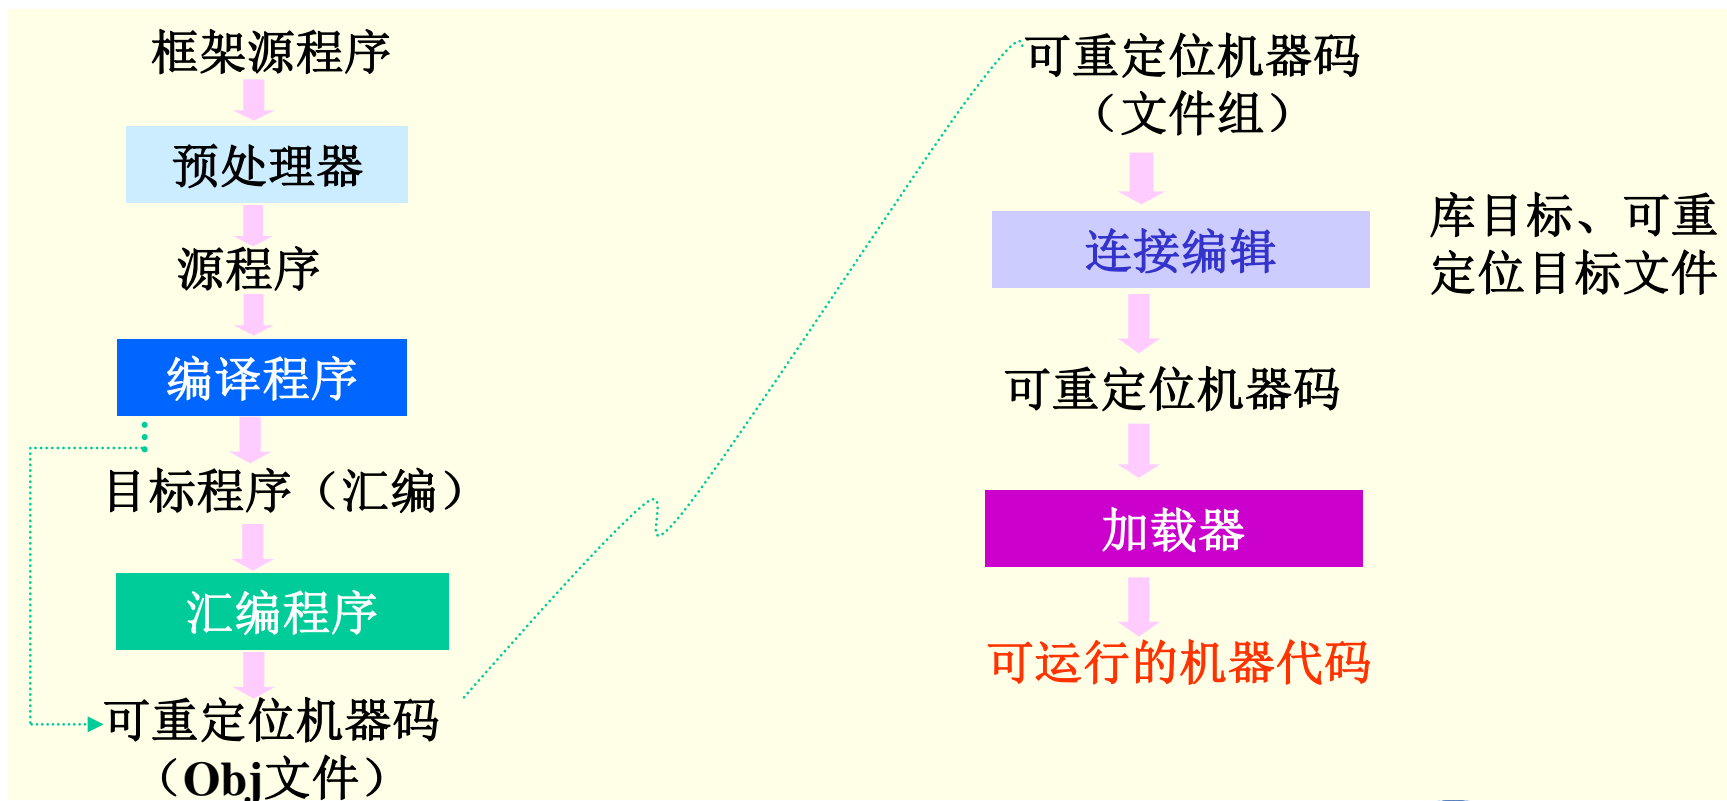 框架源程序
预处理器
源程序
编译程序
目标程序（汇编）
汇编程序
可重定位机器码
（Obj文件）
可重定位机器码
（文件组）
连接编辑
库目标、可重
定位目标文件
可重定位机器码
加载器
可运行的机器代码